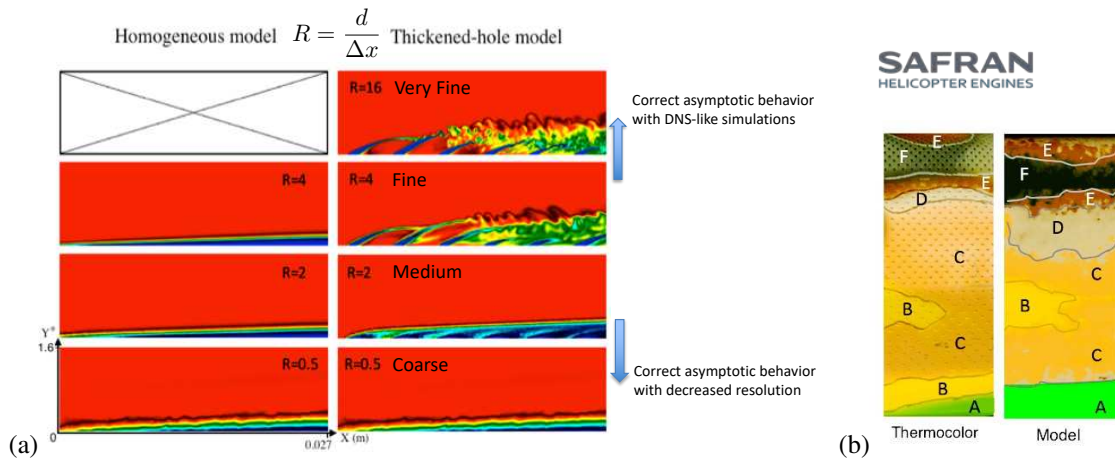 Homogeneous model R = d/Δx Thickened-hole model
R=16 Very Fine
Correct asymptotic behavior
with DNS-like simulations
R=4
R=4 Fine
R=2
R=2 Medium
Y*
1.6
R=0.5
R=0.5 Coarse
Correct asymptotic behavior
with decreased resolution
0
0.027
X (m)
(a)
SAFRAN
HELICOPTER ENGINES
E
F
E
D
C
B
C
B
A
Thermocolor
E
F
E
D
C
B
C
A
Model
(b)